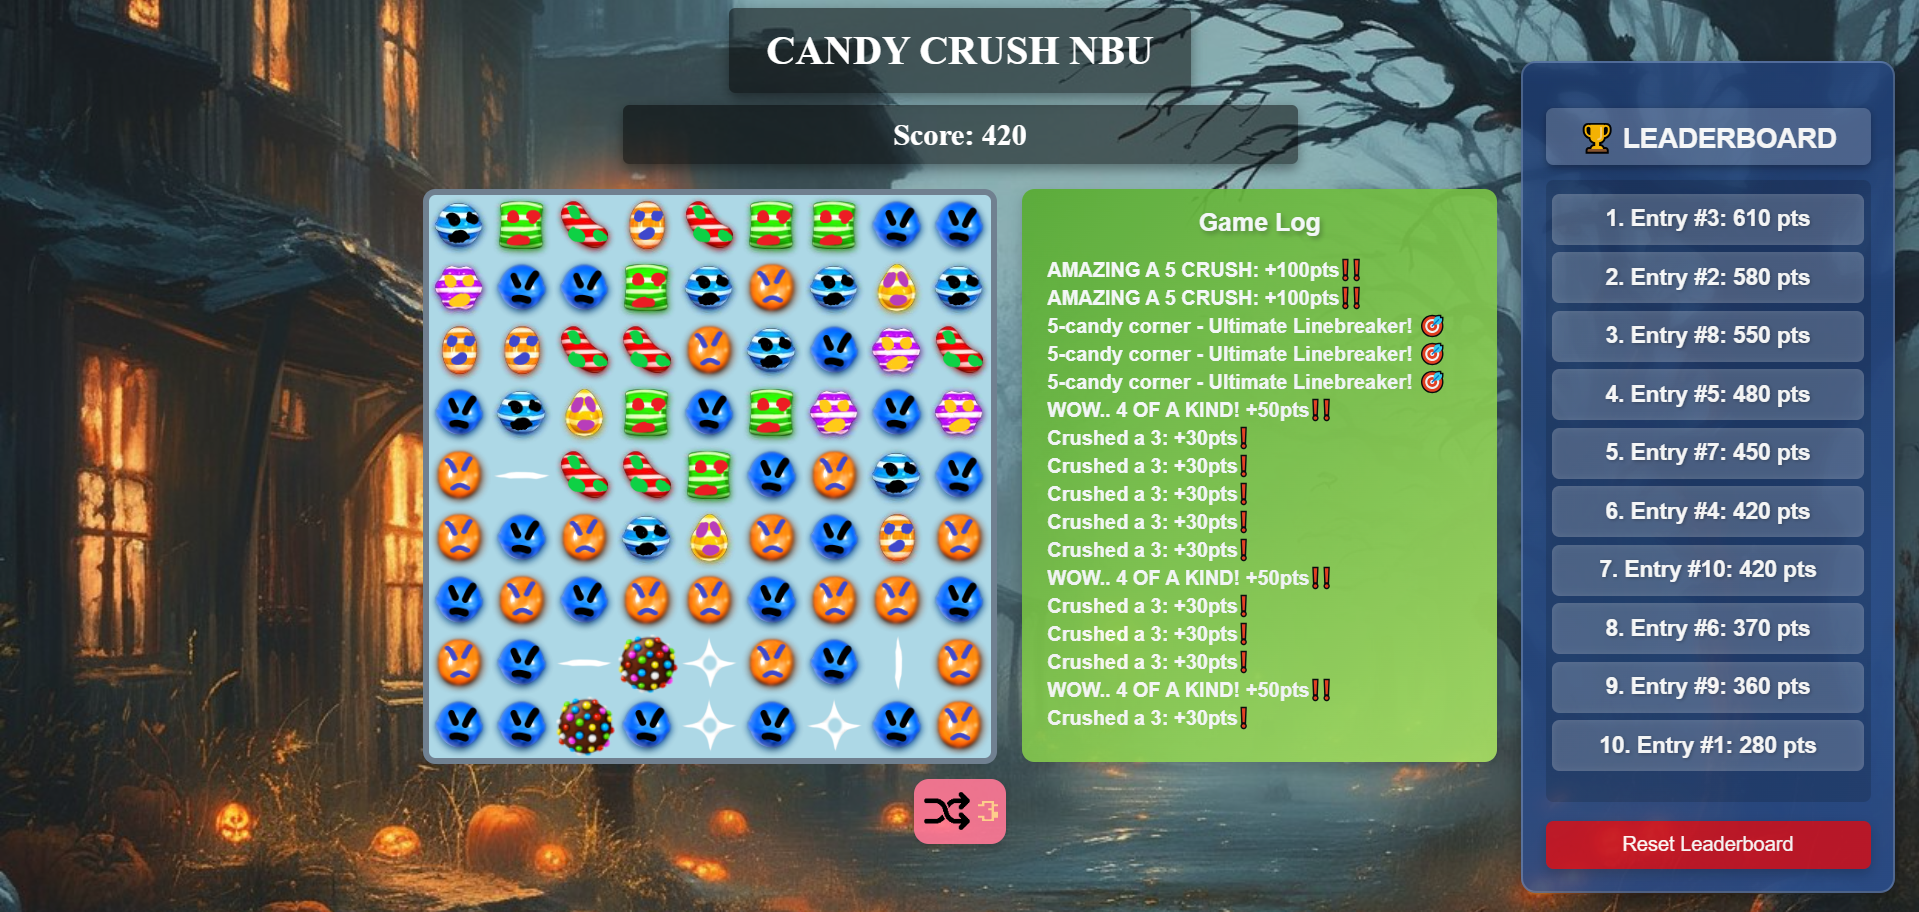 CANDY CRUSH NBU
Score: 420
Game Log
AMAZING A 5 CRUSH: +100pts‼
AMAZING A 5 CRUSH: +100pts‼
5-candy corner - Ultimate Linebreaker! 🎯
5-candy corner - Ultimate Linebreaker! 🎯
5-candy corner - Ultimate Linebreaker! 🎯
WOW.. 4 OF A KIND! +50pts‼
Crushed a 3: +30pts❗
Crushed a 3: +30pts❗
Crushed a 3: +30pts❗
Crushed a 3: +30pts❗
Crushed a 3: +30pts❗
WOW.. 4 OF A KIND! +50pts‼
Crushed a 3: +30pts❗
Crushed a 3: +30pts❗
Crushed a 3: +30pts❗
WOW.. 4 OF A KIND! +50pts‼
Crushed a 3: +30pts❗
3
🏆 LEADERBOARD
1. Entry #3: 610 pts
2. Entry #2: 580 pts
3. Entry #8: 550 pts
4. Entry #5: 480 pts
5. Entry #7: 450 pts
6. Entry #4: 420 pts
7. Entry #10: 420 pts
8. Entry #6: 370 pts
9. Entry #9: 360 pts
10. Entry #1: 280 pts
Reset Leaderboard